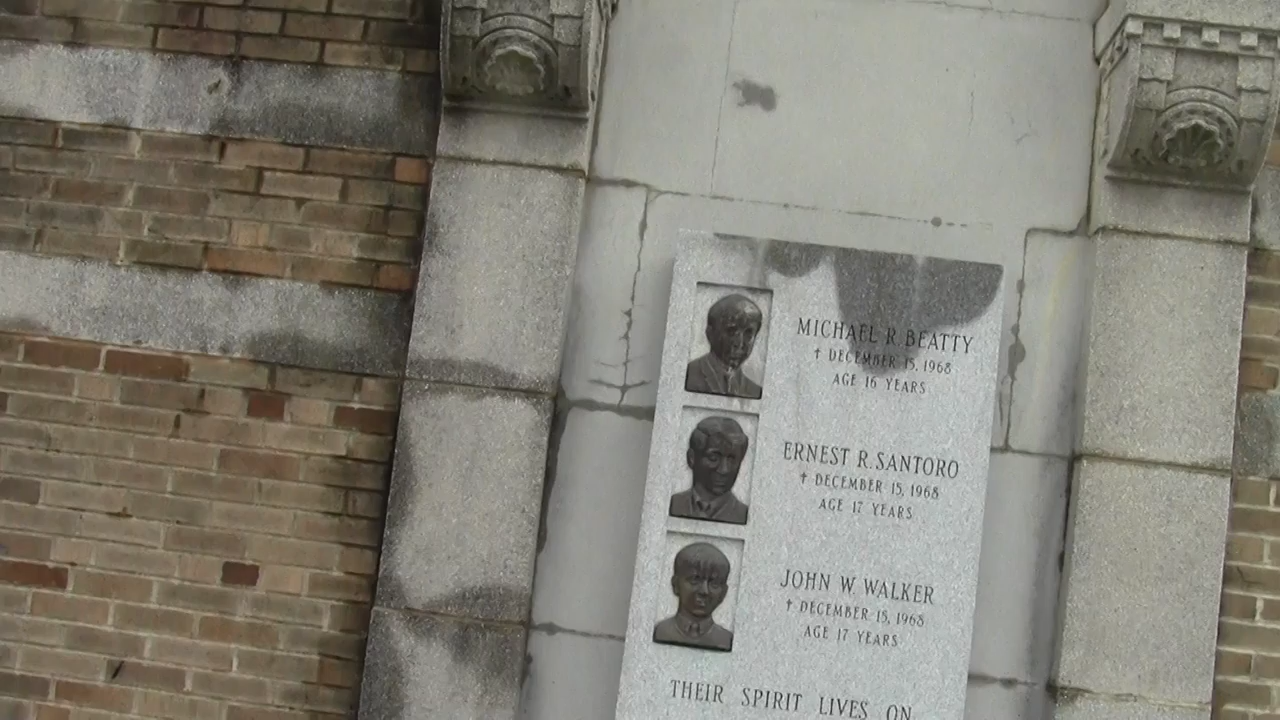 MICHAEL R. BEATTY
† DECEMBER 15, 1968
AGE 16 YEARS
ERNEST R. SANTORO
† DECEMBER 15, 1968
AGE 17 YEARS
JOHN W. WALKER
† DECEMBER 15, 1968
AGE 17 YEARS
THEIR SPIRIT LIVES ON